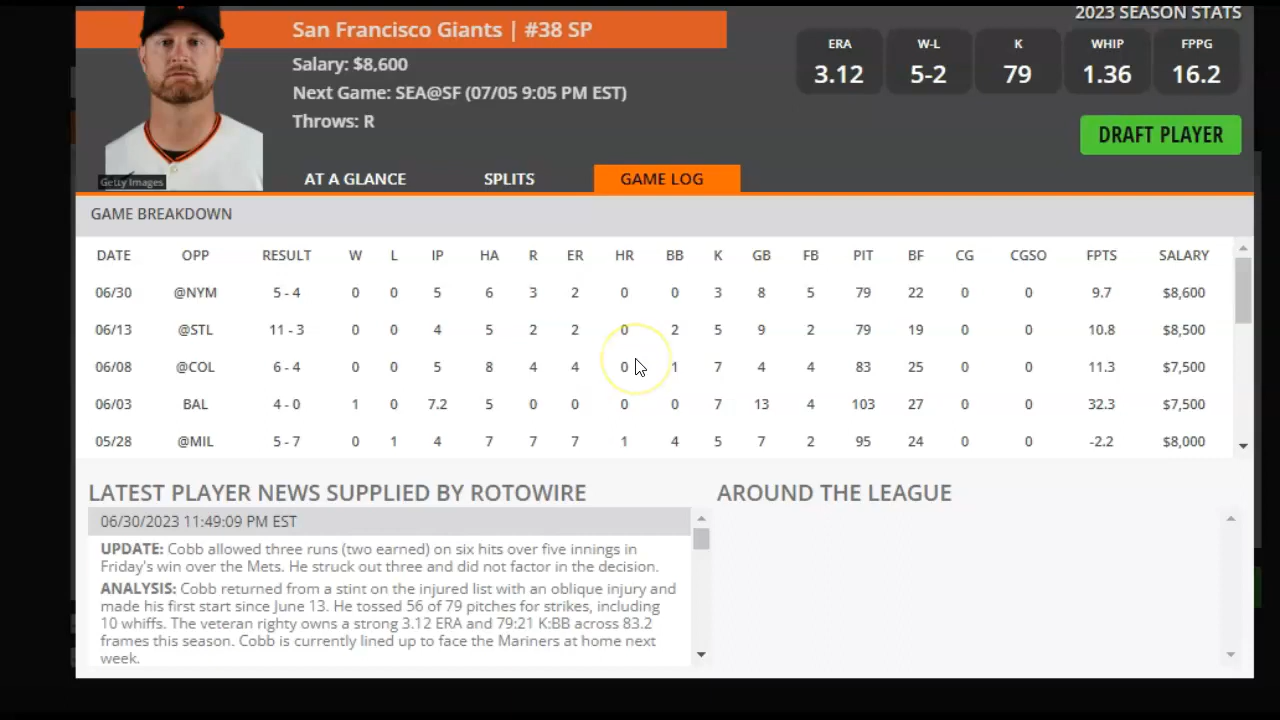 2023 SEASON STATS
San Francisco Giants | #38 SP
Salary: $8,600
Next Game: SEA@SF (07/05 9:05 PM EST)
Throws: R
ERA W-L K WHIP FPPG
3.12 5-2 79 1.36 16.2
DRAFT PLAYER
Getty Images
AT A GLANCE SPLITS GAME LOG
GAME BREAKDOWN
DATE OPP RESULT W L IP HA R ER HR BB K GB FB PIT BF CG CGSO FPTS SALARY
06/30 @NYM 5 - 4 0 0 5 6 3 2 0 0 3 8 5 79 22 0 0 9.7 $8,600
06/13 @STL 11 - 3 0 0 4 5 2 2 0 2 5 9 2 79 19 0 0 10.8 $8,500
06/08 @COL 6 - 4 0 0 5 8 4 4 0 1 7 4 4 83 25 0 0 11.3 $7,500
06/03 BAL 4 - 0 1 0 7.2 5 0 0 0 0 7 13 4 103 27 0 0 32.3 $7,500
05/28 @MIL 5 - 7 0 1 4 7 7 7 1 4 5 7 2 95 24 0 0 -2.2 $8,000
LATEST PLAYER NEWS SUPPLIED BY ROTOWIRE
06/30/2023 11:49:09 PM EST
UPDATE: Cobb allowed three runs (two earned) on six hits over five innings in
Friday's win over the Mets. He struck out three and did not factor in the decision.
ANALYSIS: Cobb returned from a stint on the injured list with an oblique injury and
made his first start since June 13. He tossed 56 of 79 pitches for strikes, including
10 whiffs. The veteran righty owns a strong 3.12 ERA and 79:21 K:BB across 83.2
frames this season. Cobb is currently lined up to face the Mariners at home next
week.
AROUND THE LEAGUE